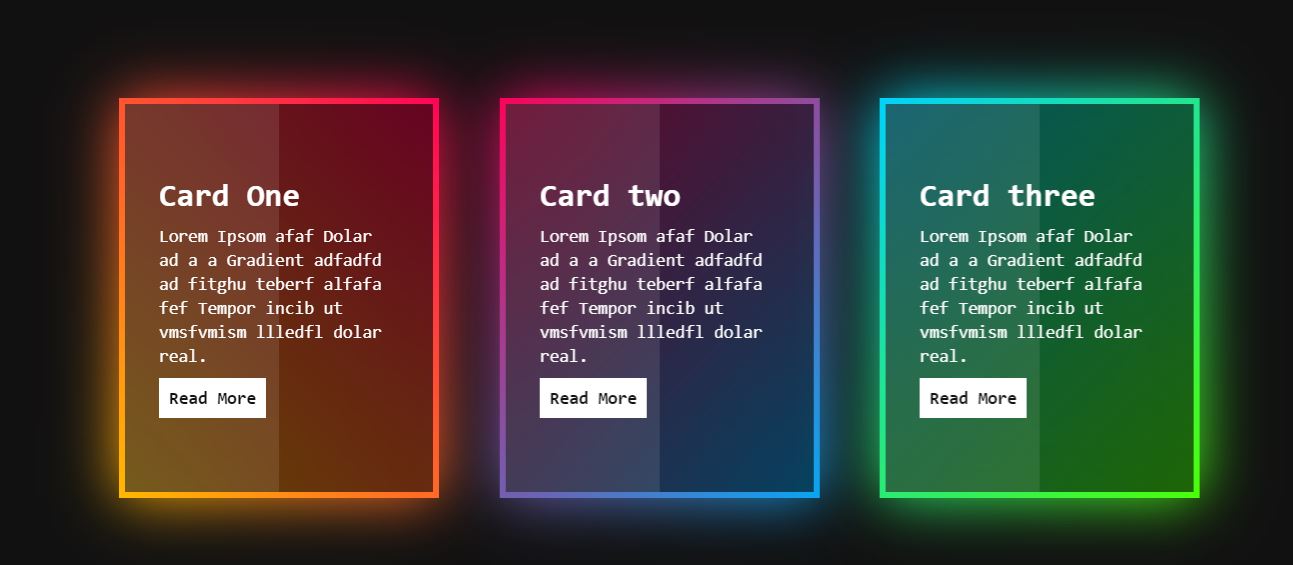 Card One
Lorem Ipsom afaf Dolar
ad a a Gradient adfadfd
ad fitghu teberf alfafa
fef Tempor incib ut
vmsfvmism llledfl dolar
real.
Read More
Card two
Lorem Ipsom afaf Dolar
ad a a Gradient adfadfd
ad fitghu teberf alfafa
fef Tempor incib ut
vmsfvmism llledfl dolar
real.
Read More
Card three
Lorem Ipsom afaf Dolar
ad a a Gradient adfadfd
ad fitghu teberf alfafa
fef Tempor incib ut
vmsfvmism llledfl dolar
real.
Read More